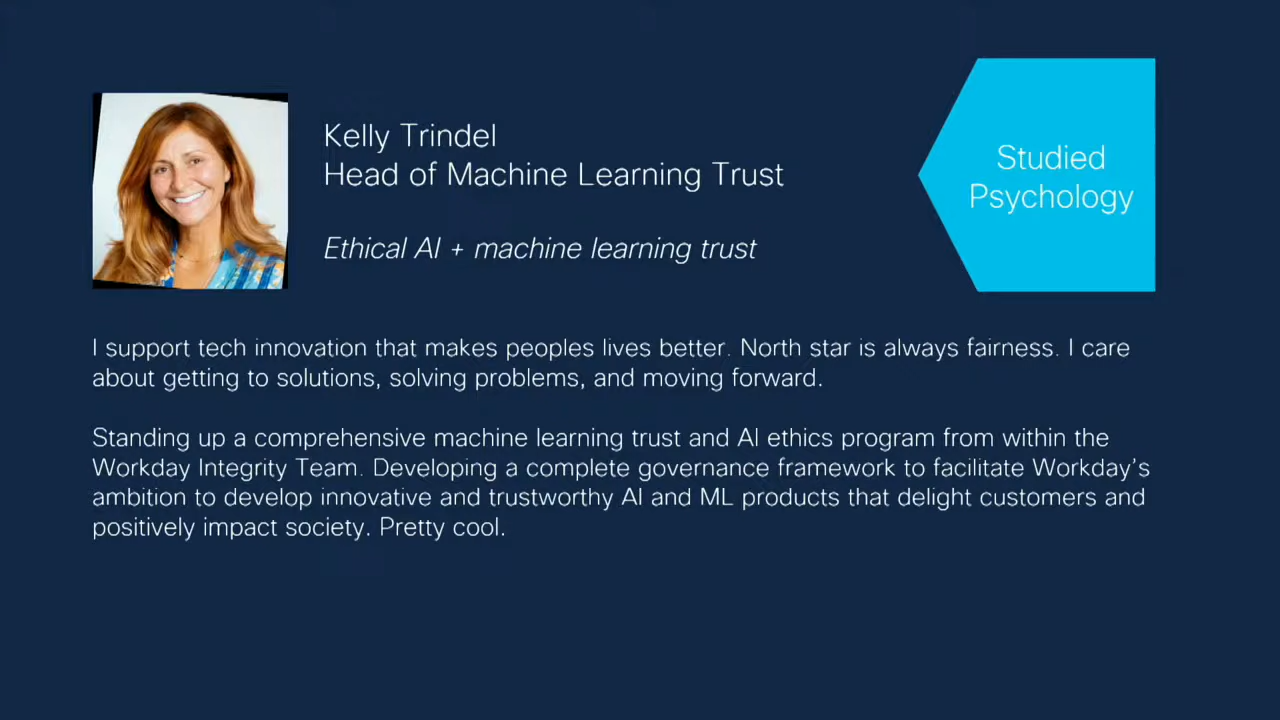 Kelly Trindel
Head of Machine Learning Trust
Ethical AI + machine learning trust
Studied
Psychology
I support tech innovation that makes peoples lives better. North star is always fairness. I care
about getting to solutions, solving problems, and moving forward.
Standing up a comprehensive machine learning trust and AI ethics program from within the
Workday Integrity Team. Developing a complete governance framework to facilitate Workday's
ambition to develop innovative and trustworthy AI and ML products that delight customers and
positively impact society. Pretty cool.